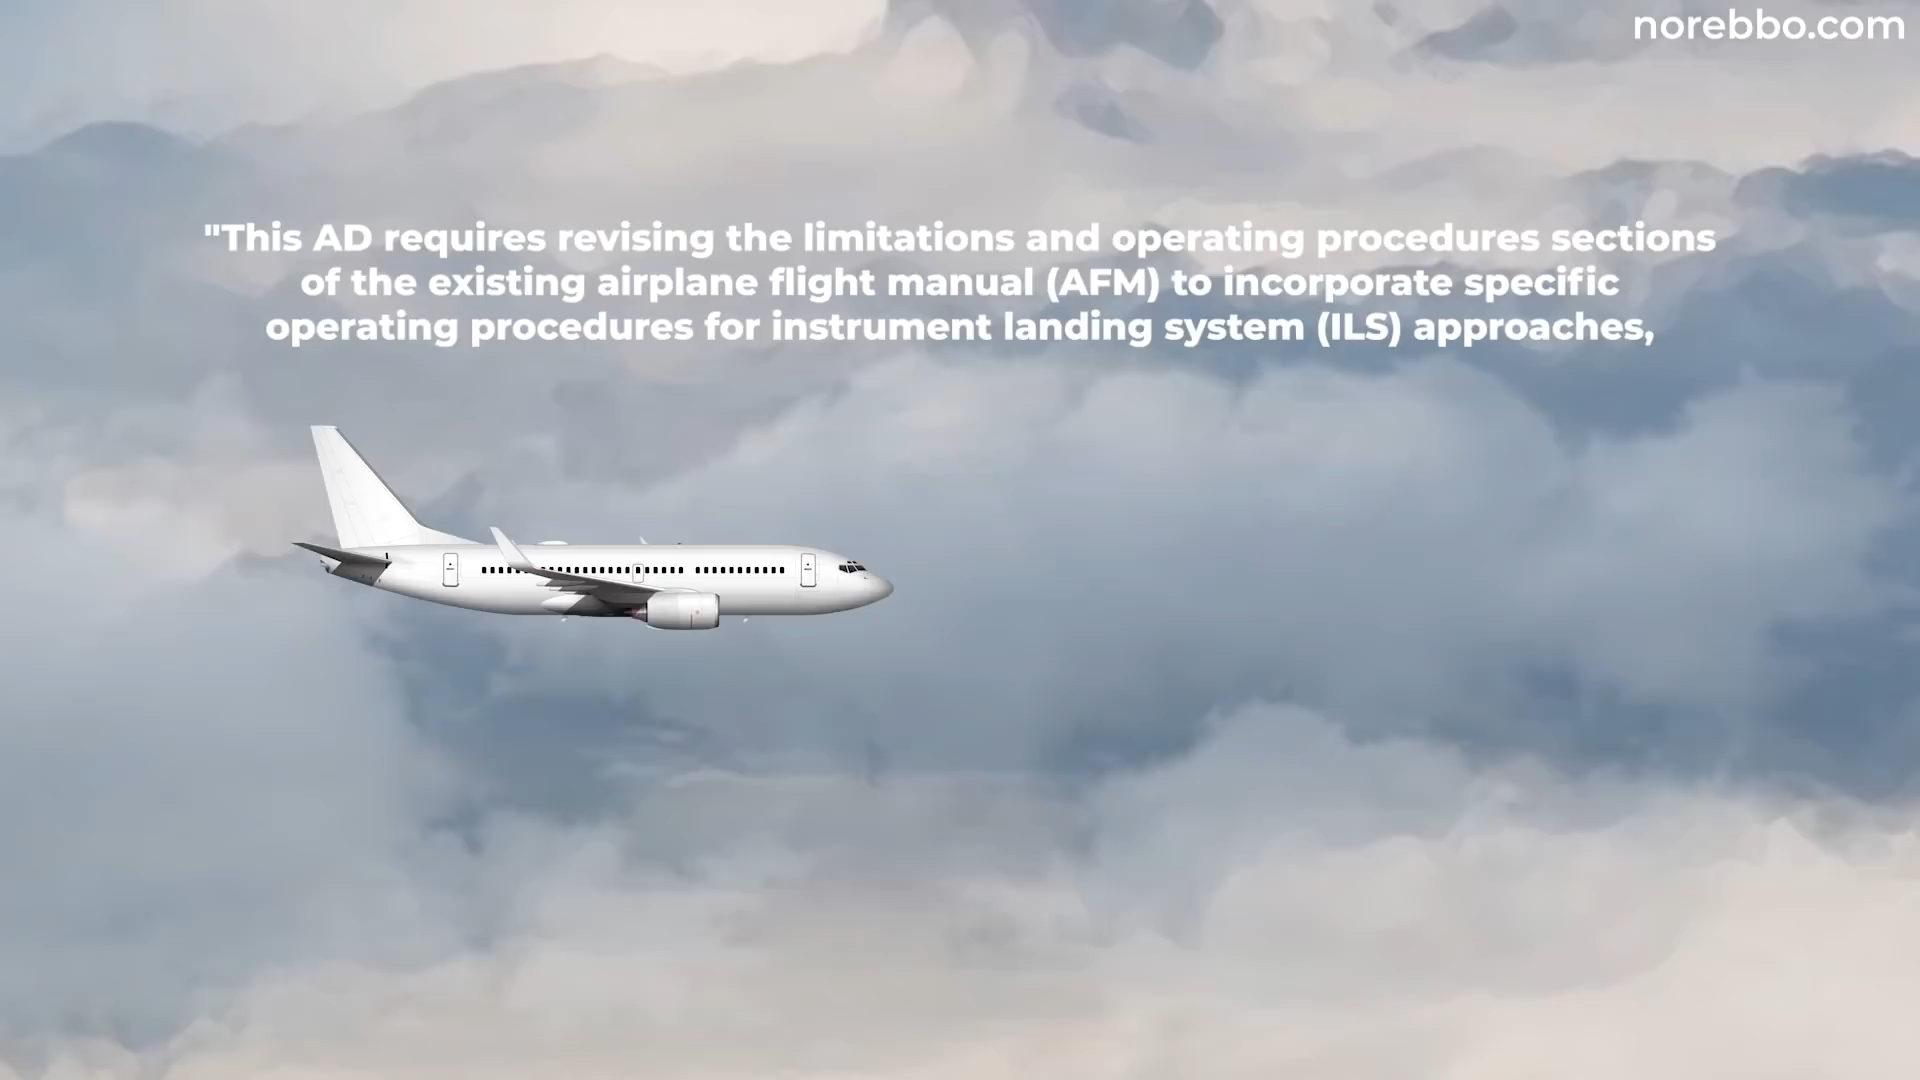 norebbo.com
"This AD requires revising the limitations and operating procedures sections
of the existing airplane flight manual (AFM) to incorporate specific
operating procedures for instrument landing system (ILS) approaches,